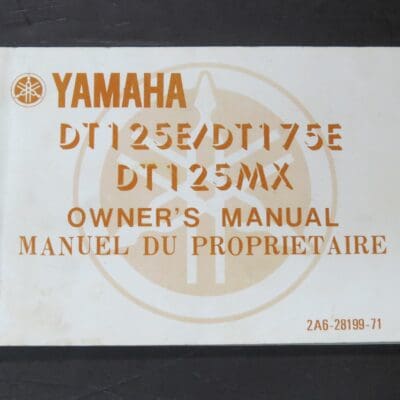 YAMAHA
DT125E/DT175E
DT125MX
OWNER'S MANUAL
MANUEL DU PROPRIETAIRE
2A6-28199-71